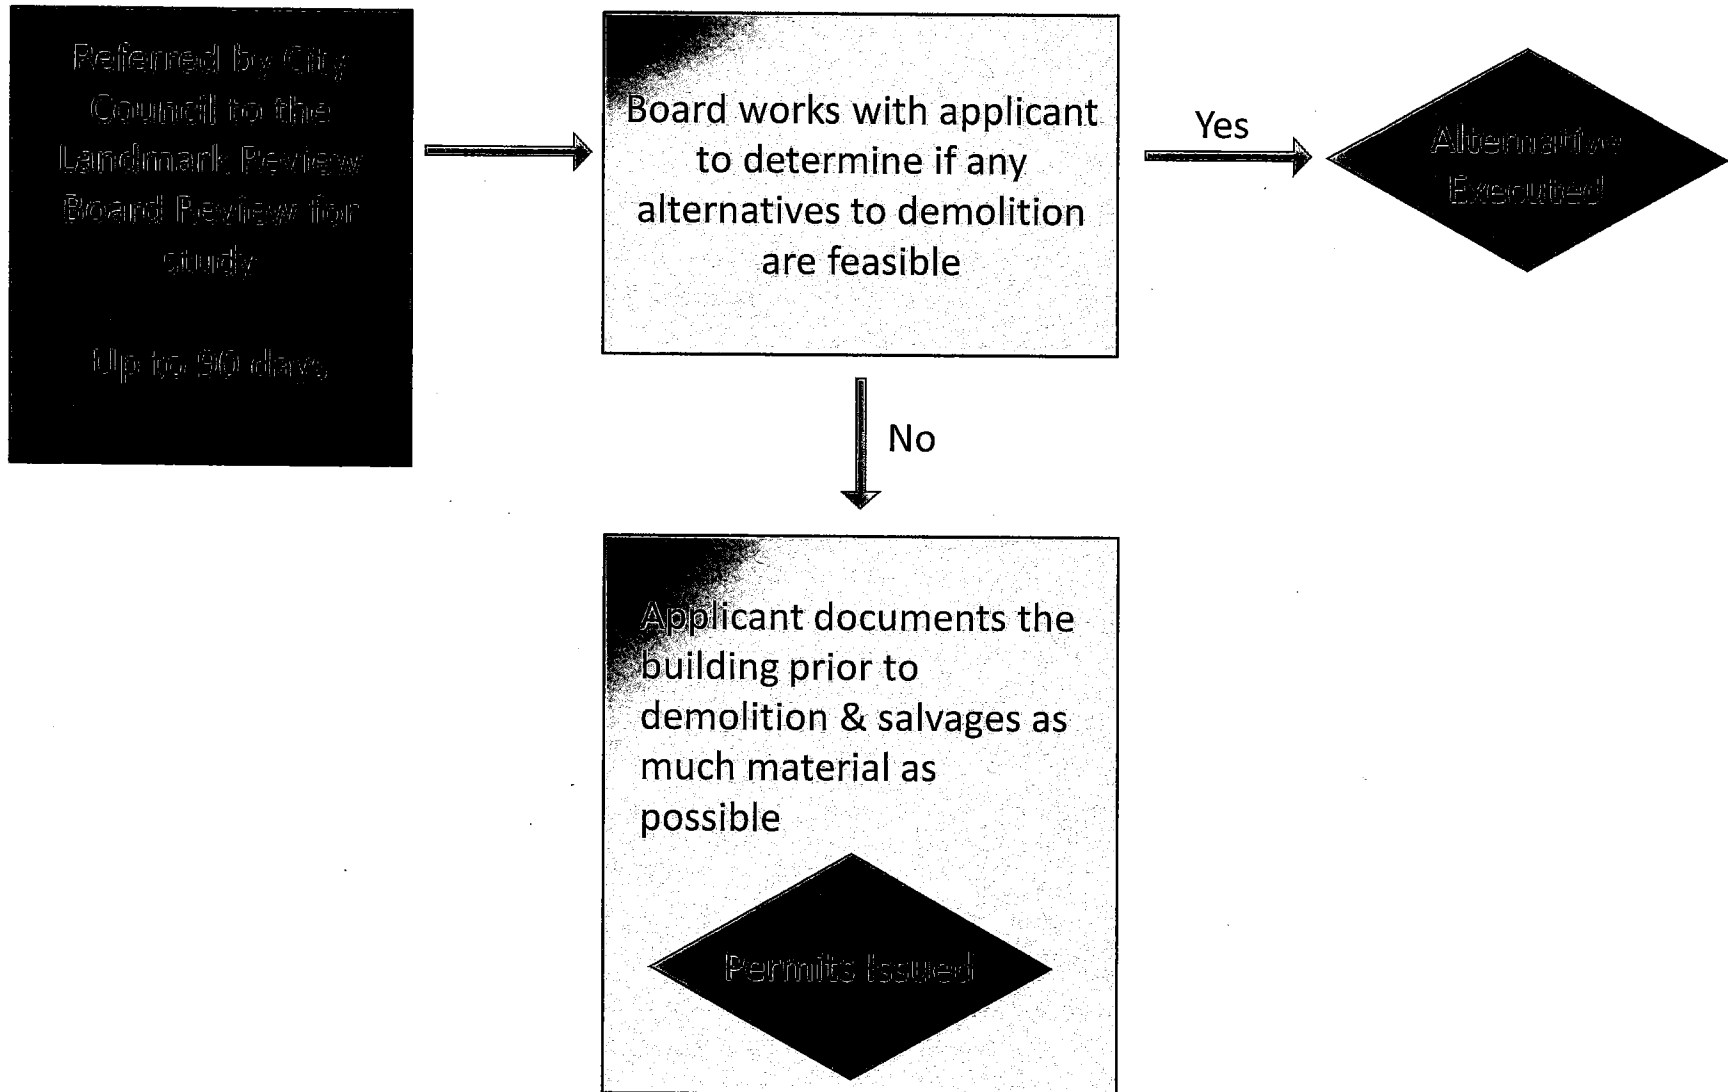 Referred by City
Council to the
Landmark Review
Board Review for
study
Up to 90 days
Board works with applicant
to determine if any
alternatives to demolition
are feasible
Yes
Alternative
Executed
No
Applicant documents the
building prior to
demolition & salvages as
much material as
possible
Permits Issued